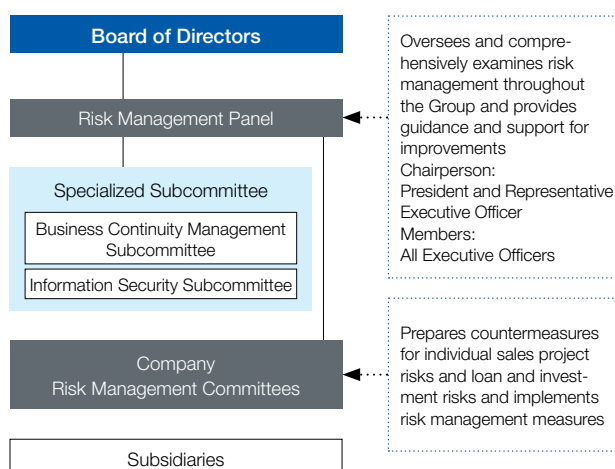 Board of Directors
Risk Management Panel
Specialized Subcommittee
Business Continuity Management
Subcommittee
Information Security Subcommittee
Company
Risk Management Committees
Subsidiaries
Oversees and compre-
hensively examines risk
management throughout
the Group and provides
guidance and support for
improvements
Chairperson:
President and Representative
Executive Officer
Members:
All Executive Officers
Prepares countermeasures
for individual sales project
risks and loan and invest-
ment risks and implements
risk management measures